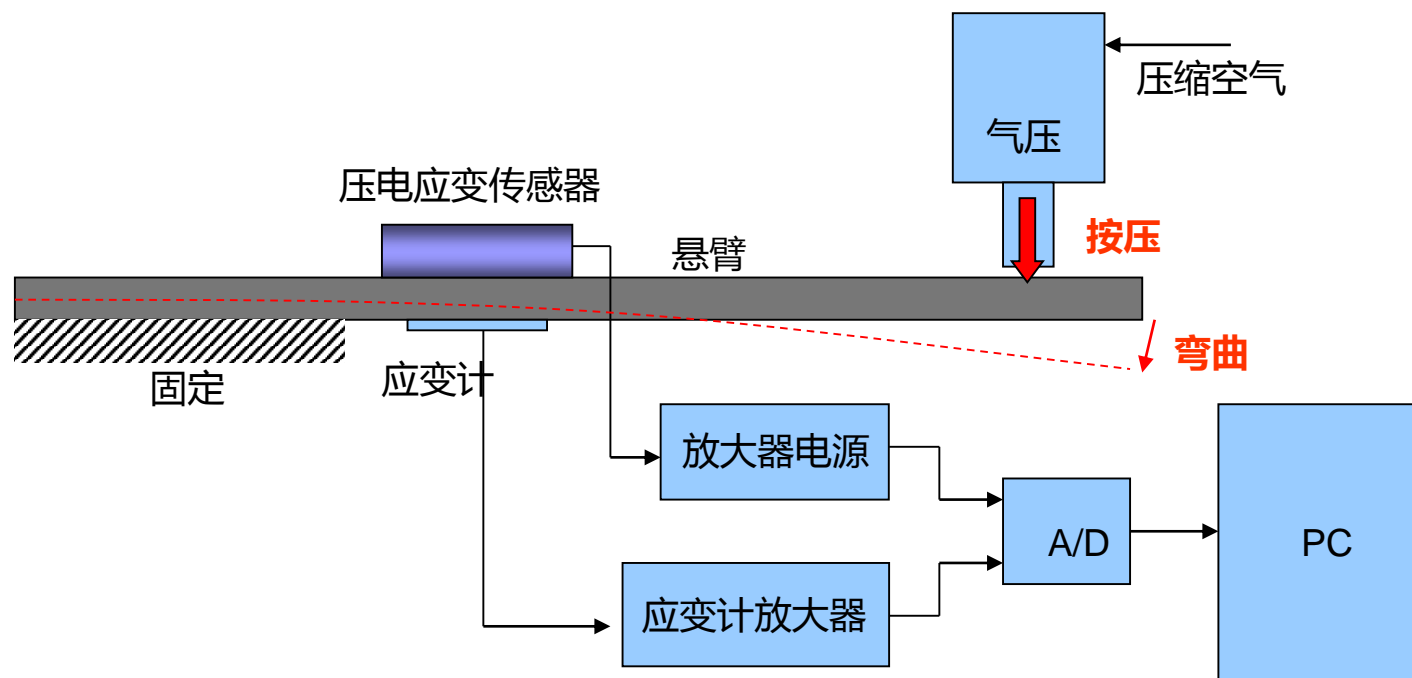 压缩空气
气压
压电应变传感器
按压
悬臂
弯曲
固定
应变计
放大器电源
A/D
PC
应变计放大器